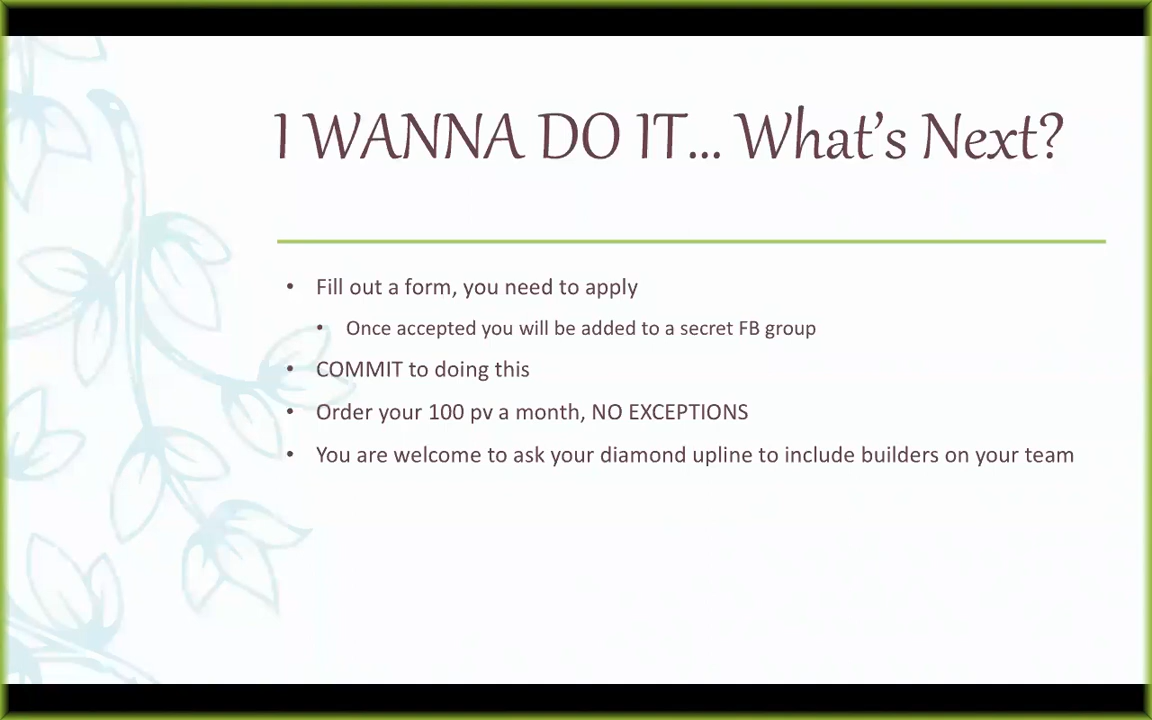 I WANNA DO IT... What's Next?
• Fill out a form, you need to apply
• Once accepted you will be added to a secret FB group
• COMMIT to doing this
• Order your 100 pv a month, NO EXCEPTIONS
• You are welcome to ask your diamond upline to include builders on your team